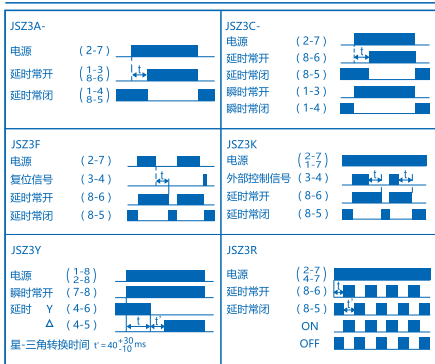 JSZ3A-
电源 (2-7)
t
延时常开 (1-3 8-6)
延时常闭 (1-4 8-5)
JSZ3C-
电源 (2-7)
t
延时常开 (8-6)
延时常闭 (8-5)
瞬时常开 (1-3)
瞬时常闭 (1-4)
JSZ3F
电源 (2-7)
复位信号 (3-4)
t
延时常开 (8-6)
延时常闭 (8-5)
JSZ3K
电源 (2-7 1-7)
外部控制信号 (3-4)
t t
延时常开 (8-6)
延时常闭 (8-5)
JSZ3Y
电源 (1-8 2-8)
瞬时常开 (7-8)
延时 Y (4-6)
t t'
Δ (4-5)
星-三角转换时间 t'=40+30-10ms
JSZ3R
电源 (2-7 4-7)
t
延时常开 (8-6)
t'
延时常闭 (8-5)
ON
OFF